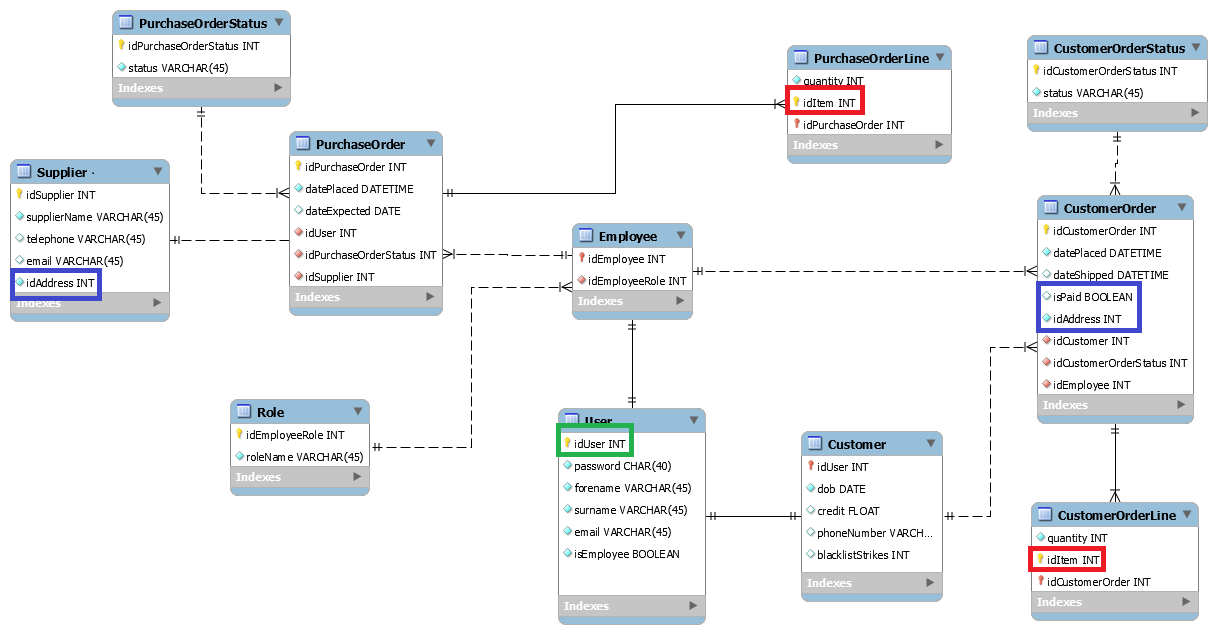 PurchaseOrderStatus
idPurchaseOrderStatus INT
status VARCHAR(45)
Indexes
PurchaseOrderLine
quantity INT
idItem INT
idPurchaseOrder INT
Indexes
CustomerOrderStatus
idCustomerOrderStatus INT
status VARCHAR(45)
Indexes
Supplier
idSupplier INT
supplierName VARCHAR(45)
telephone VARCHAR(45)
email VARCHAR(45)
idAddress INT
Indexes
PurchaseOrder
idPurchaseOrder INT
datePlaced DATETIME
dateExpected DATE
idUser INT
idPurchaseOrderStatus INT
idSupplier INT
Indexes
Employee
idEmployee INT
idEmployeeRole INT
Indexes
CustomerOrder
idCustomerOrder INT
datePlaced DATETIME
dateShipped DATETIME
isPaid BOOLEAN
idAddress INT
idCustomer INT
idCustomerOrderStatus INT
idEmployee INT
Indexes
Role
idEmployeeRole INT
roleName VARCHAR(45)
Indexes
User
idUser INT
password CHAR(40)
forename VARCHAR(45)
surname VARCHAR(45)
email VARCHAR(45)
isEmployee BOOLEAN
Indexes
Customer
idUser INT
dob DATE
credit FLOAT
phoneNumber VARCH...
blacklistStrikes INT
Indexes
CustomerOrderLine
quantity INT
idItem INT
idCustomerOrder INT
Indexes